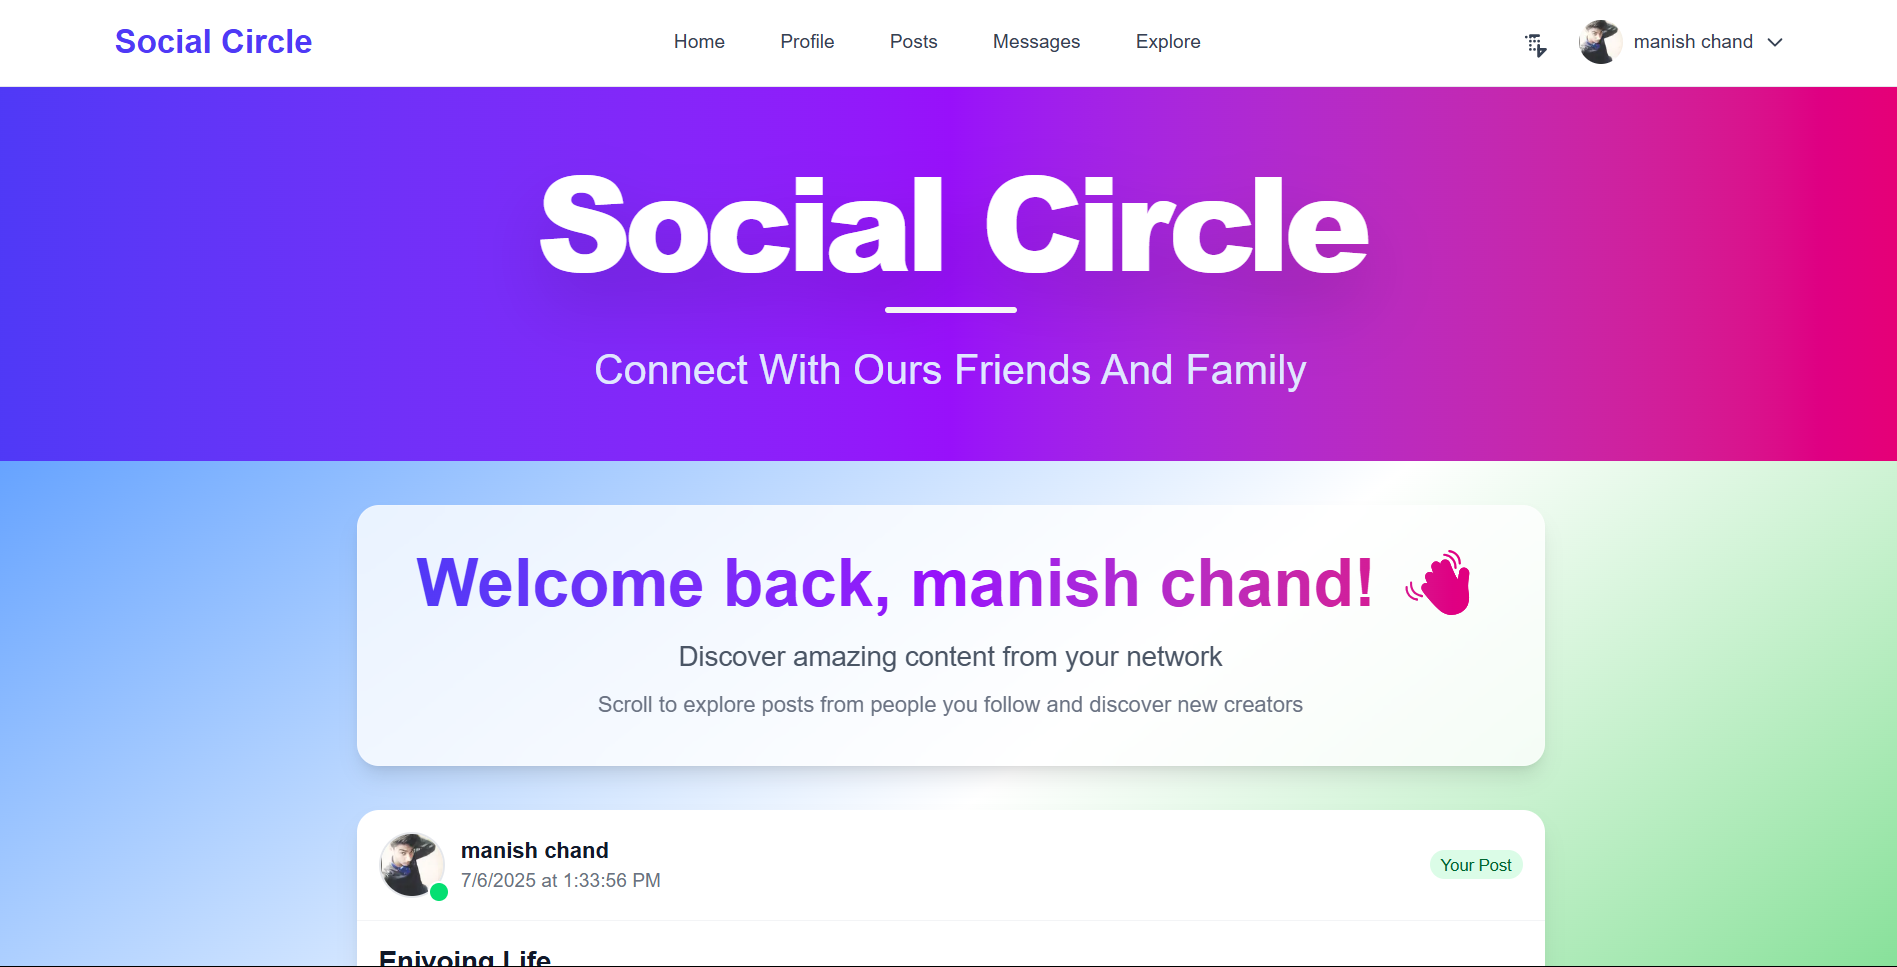 Social Circle
Home Profile Posts Messages Explore
manish chand
Social Circle
Connect With Ours Friends And Family
Welcome back, manish chand!
Discover amazing content from your network
Scroll to explore posts from people you follow and discover new creators
manish chand
7/6/2025 at 1:33:56 PM
Your Post
Enjyoing Life